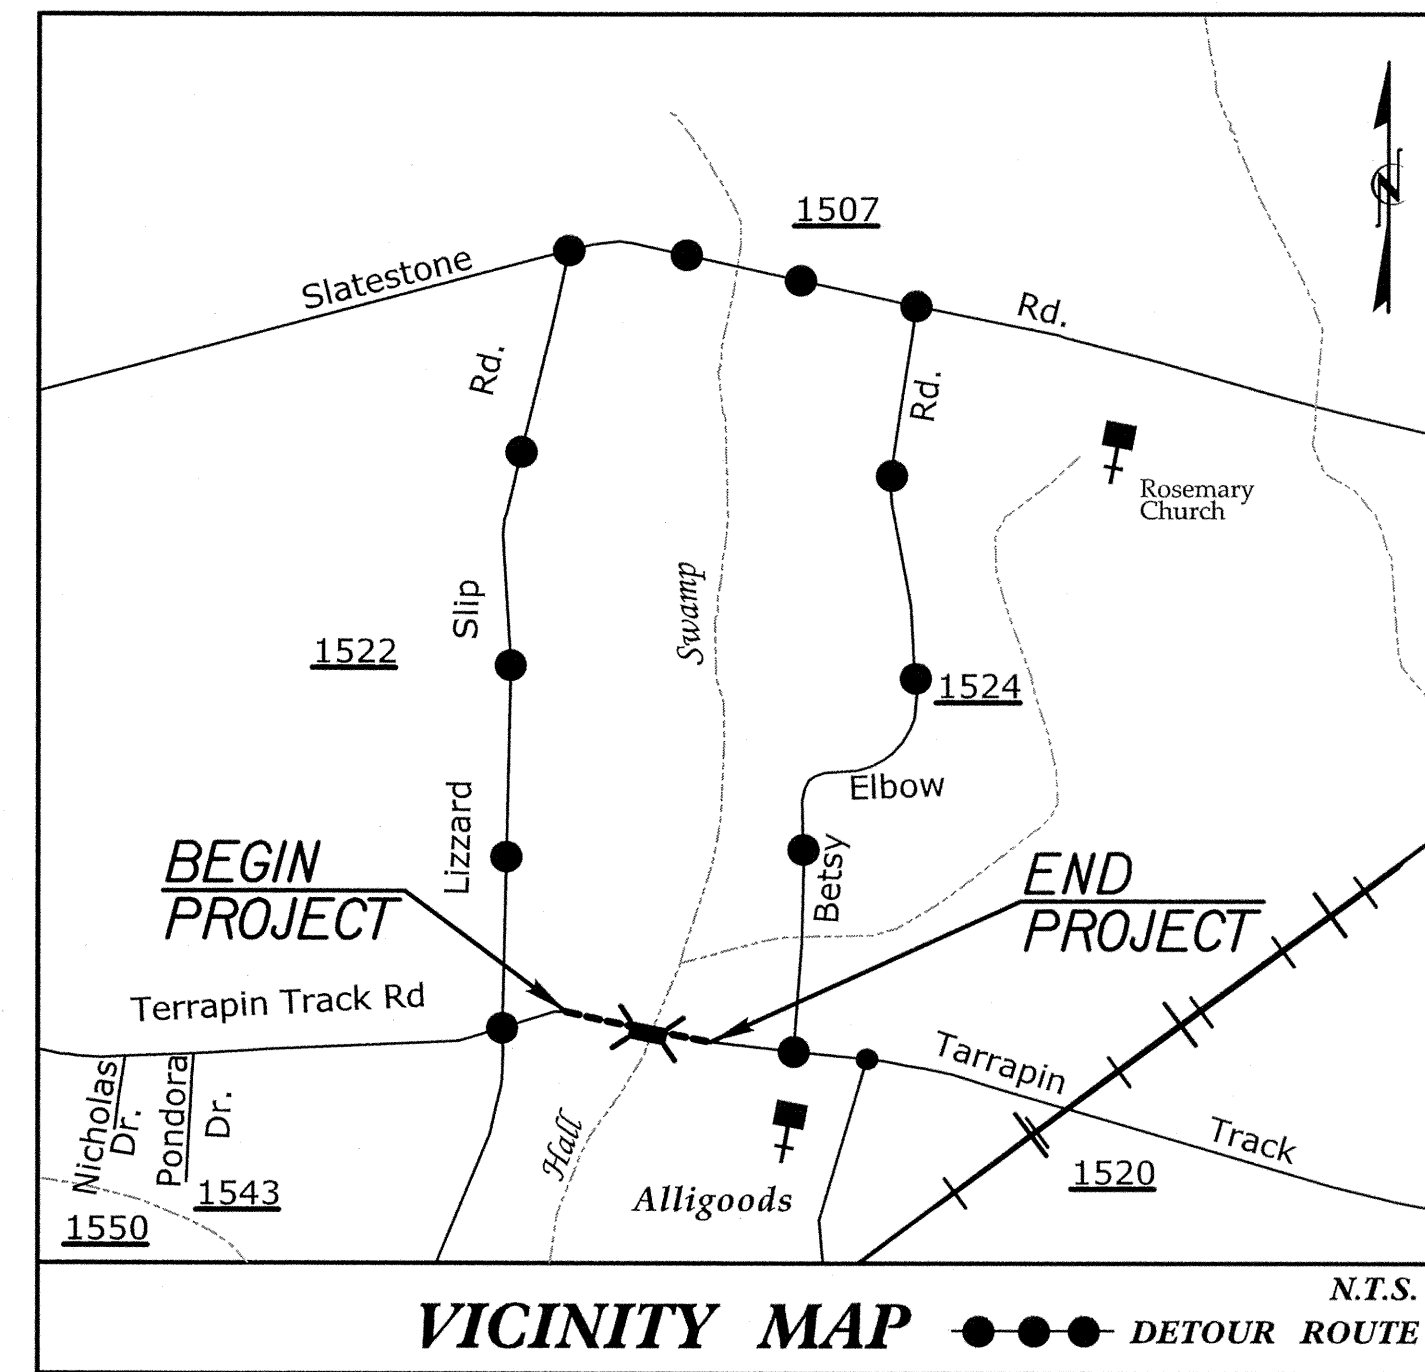 1507
Slatestone
Rd.
Rd.
Rd.
N
Rosemary
Church
Swamp
Slip
1522
1524
Elbow
Lizzard
Betsy
BEGIN
PROJECT
END
PROJECT
Terrapin Track Rd
Tarrapin
Track
Nicholas
Dr.
Pondora
Dr.
Hall
1543
1550
Alligoods
1520
N.T.S.
VICINITY MAP
DETOUR ROUTE